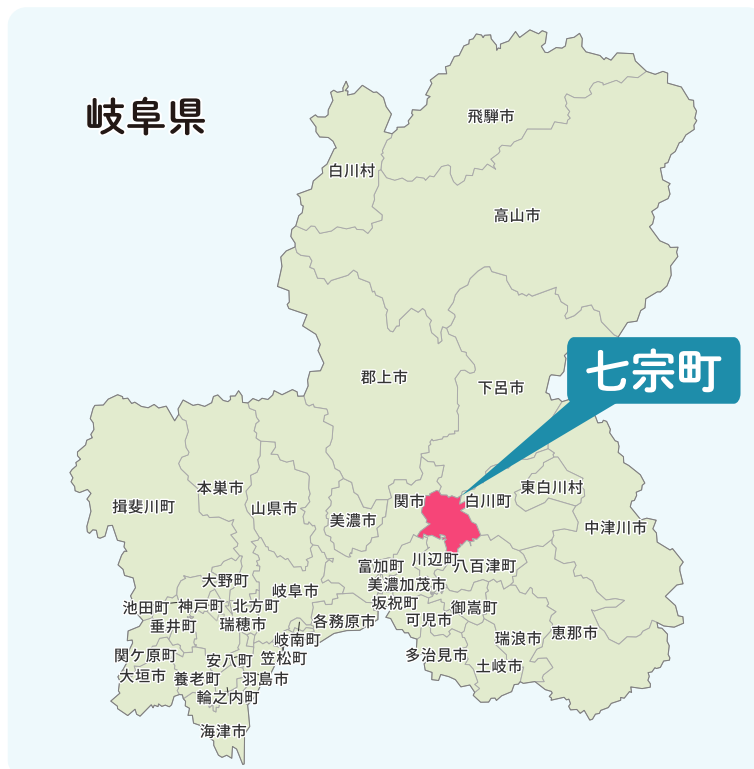 岐阜県
飛騨市
白川村
高山市
郡上市
下呂市
七宗町
本巣市
揖斐川町
山県市
美濃市
関市
白川町
東白川村
中津川市
川辺町
八百津町
富加町
美濃加茂市
大野町
岐阜市
坂祝町
御嵩町
池田町
神戸町
北方町
可児市
各務原市
垂井町
瑞穂市
岐南町
瑞浪市
恵那市
関ケ原町
安八町
笠松町
多治見市
土岐市
大垣市
養老町
羽島市
輪之内町
海津市